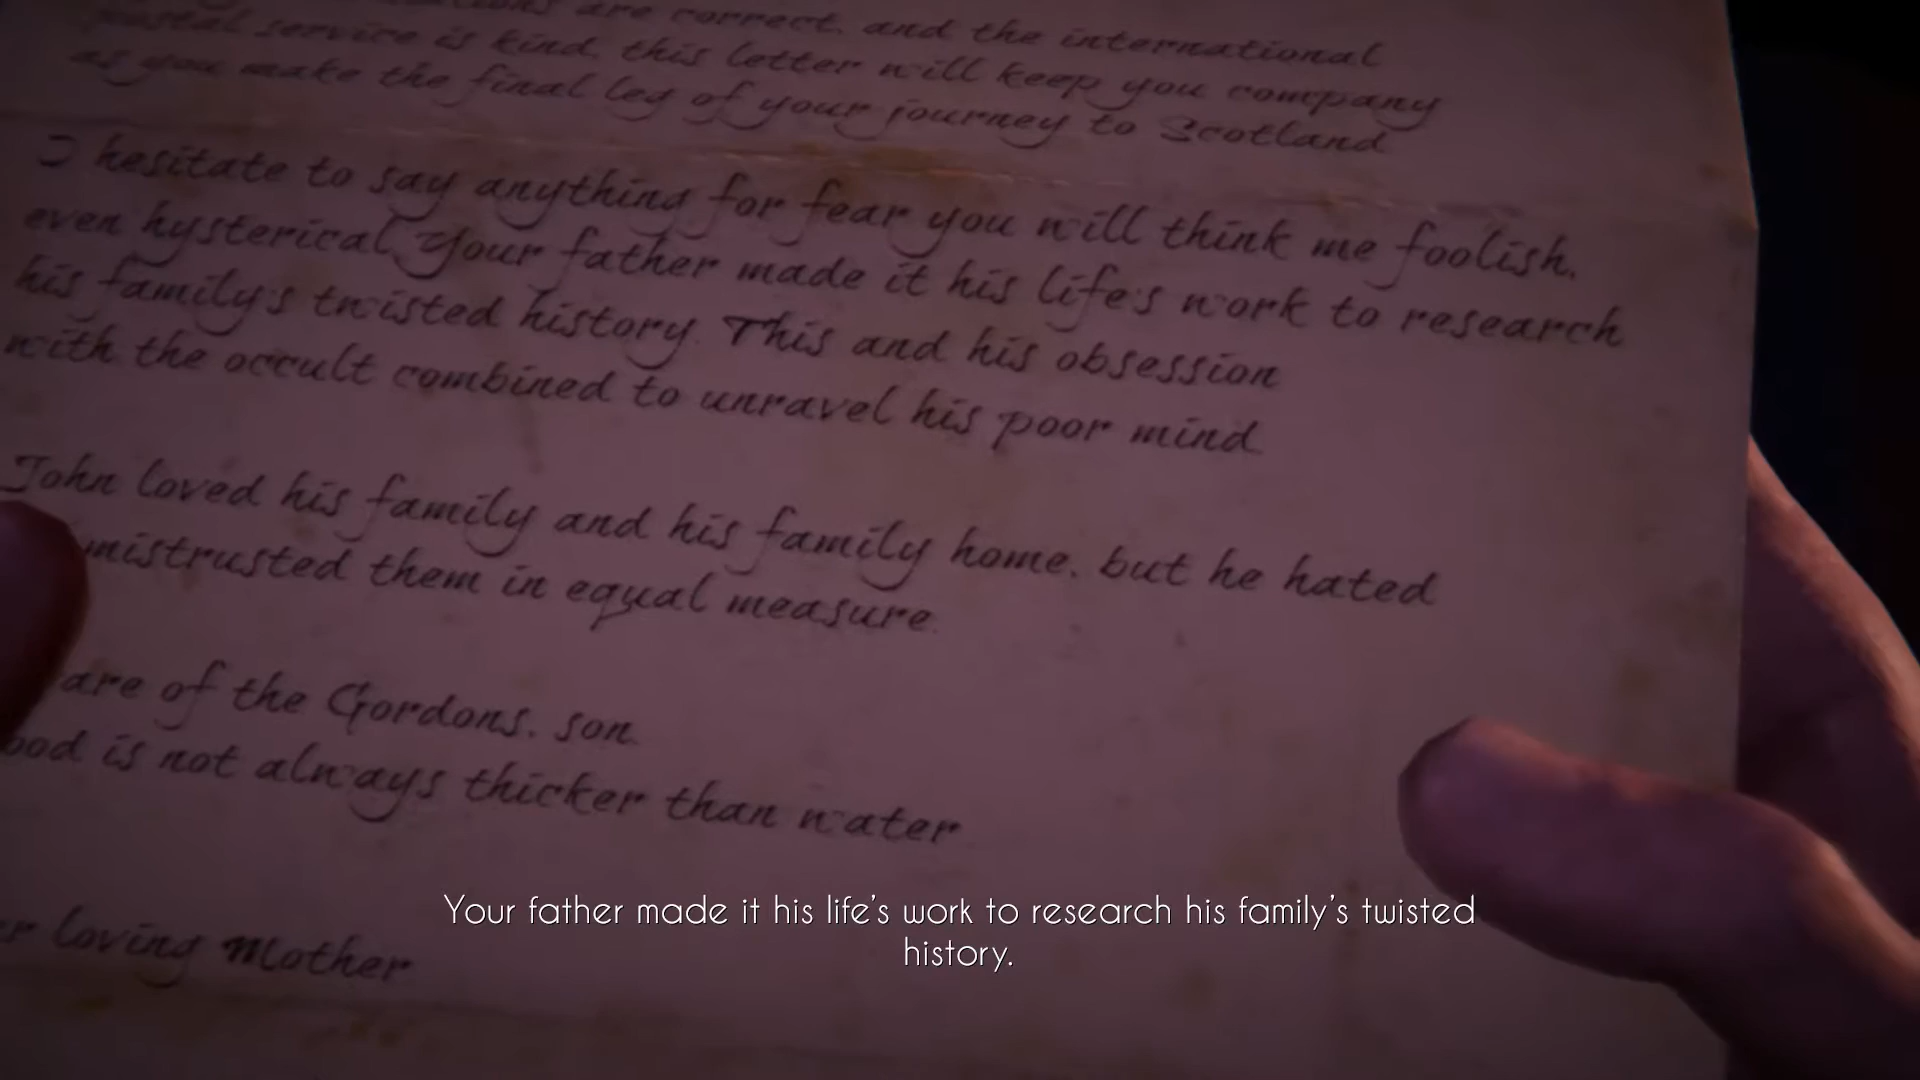 are correct, and the international
postal service is kind, this letter will keep you company
as you make the final leg of your journey to Scotland
I hesitate to say anything for fear you will think me foolish,
even hysterical. Your father made it his life's work to research
his family's twisted history. This and his obsession
with the occult combined to unravel his poor mind.
John loved his family and his family home, but he hated
mistrusted them in equal measure.
are of the Gordons, son.
ood is not always thicker than water
er loving Mother
Your father made it his life's work to research his family's twisted
history.